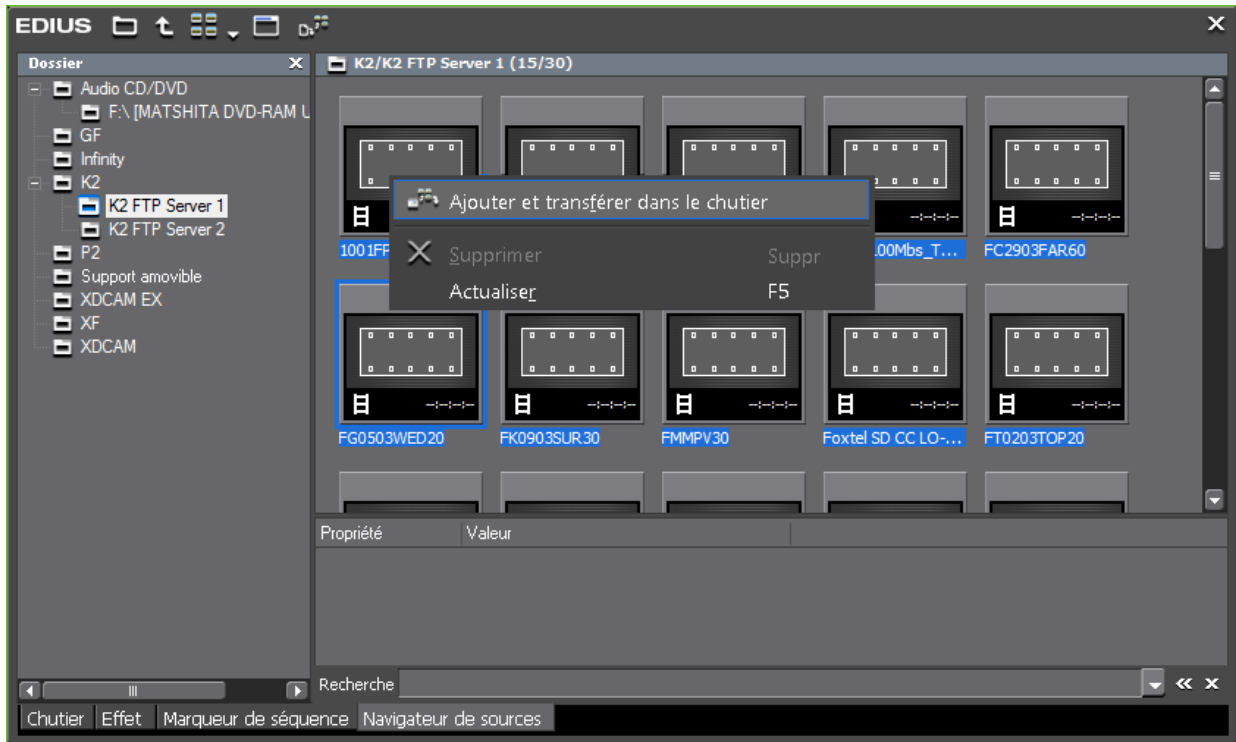 EDIUS
Dossier
K2/K2 FTP Server 1 (15/30)
Audio CD/DVD
F:\ [MATSHITA DVD-RAM U
GF
Infinity
K2
K2 FTP Server 1
K2 FTP Server 2
P2
Support amovible
XDCAM EX
XF
XDCAM
Ajouter et transférer dans le chutier
Supprimer Suppr
Actualiser F5
--:--:--:-- --:--:--:--
1001FP .00Mbs_T... FC2903FAR60
--:--:--:-- --:--:--:-- --:--:--:-- --:--:--:-- --:--:--:--
FG0503WED20 FK0903SUR30 FMMPV30 Foxtel SD CC LO-... FT0203TOP20
Propriété Valeur
Recherche
Chutier Effet Marqueur de séquence Navigateur de sources